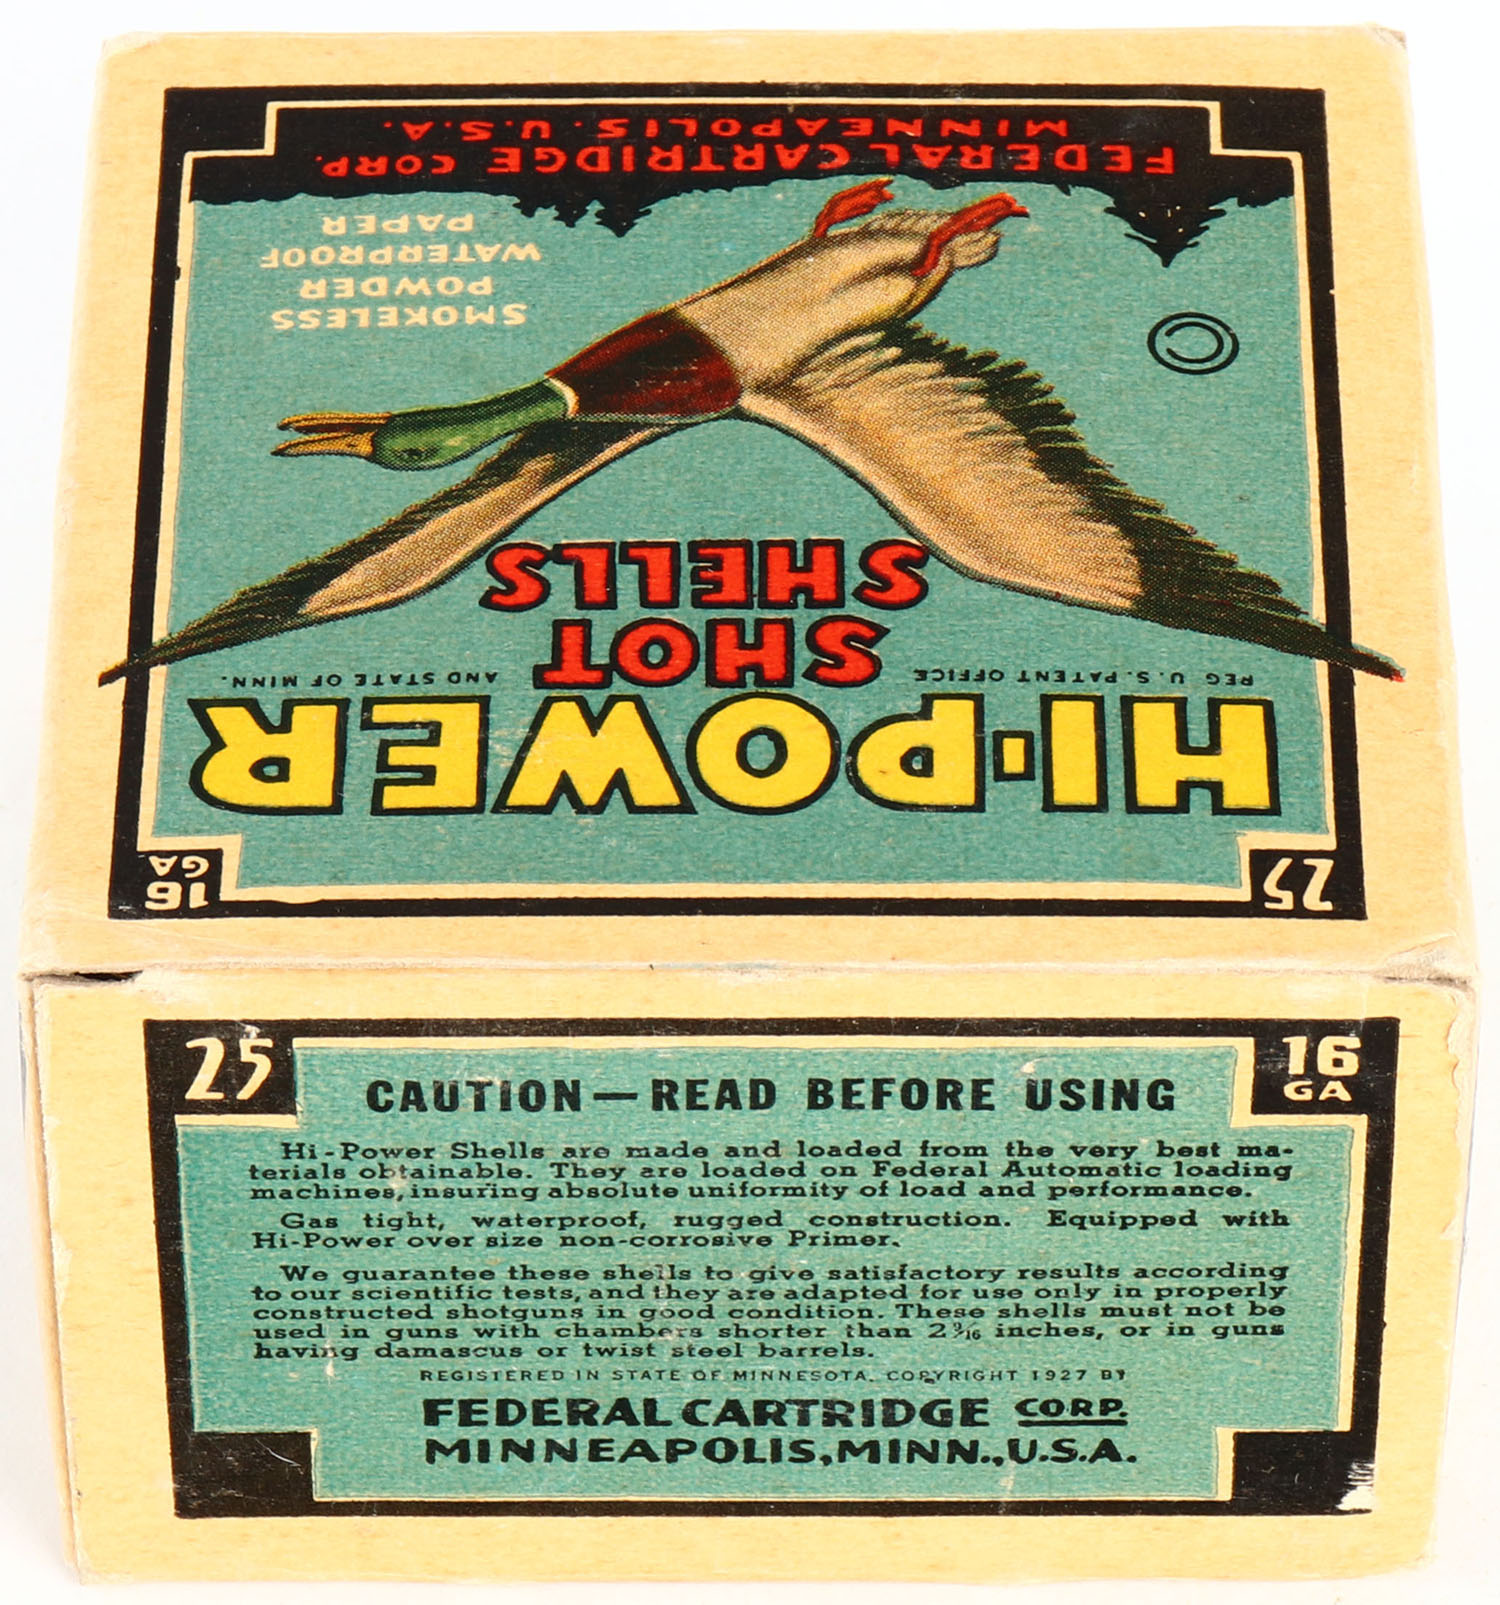 25
16
GA
HI-POWER
REG. U.S. PATENT OFFICE AND STATE OF MINN.
SHOT
SHELLS
©
SMOKELESS
POWDER
WATERPROOF
PAPER
FEDERAL CARTRIDGE CORP.
MINNEAPOLIS. U.S.A.
25
16
GA
CAUTION — READ BEFORE USING
Hi-Power Shells are made and loaded from the very best ma-
terials obtainable. They are loaded on Federal Automatic loading
machines, insuring absolute uniformity of load and performance.
Gas tight, waterproof, rugged construction. Equipped with
Hi-Power over size non-corrosive Primer.
We guarantee these shells to give satisfactory results according
to our scientific tests, and they are adapted for use only in properly
constructed shotguns in good condition. These shells must not be
used in guns with chambers shorter than 2 9/16 inches, or in guns
having damascus or twist steel barrels.
REGISTERED IN STATE OF MINNESOTA. COPYRIGHT 1927 BY
FEDERAL CARTRIDGE CORP.
MINNEAPOLIS, MINN., U.S.A.